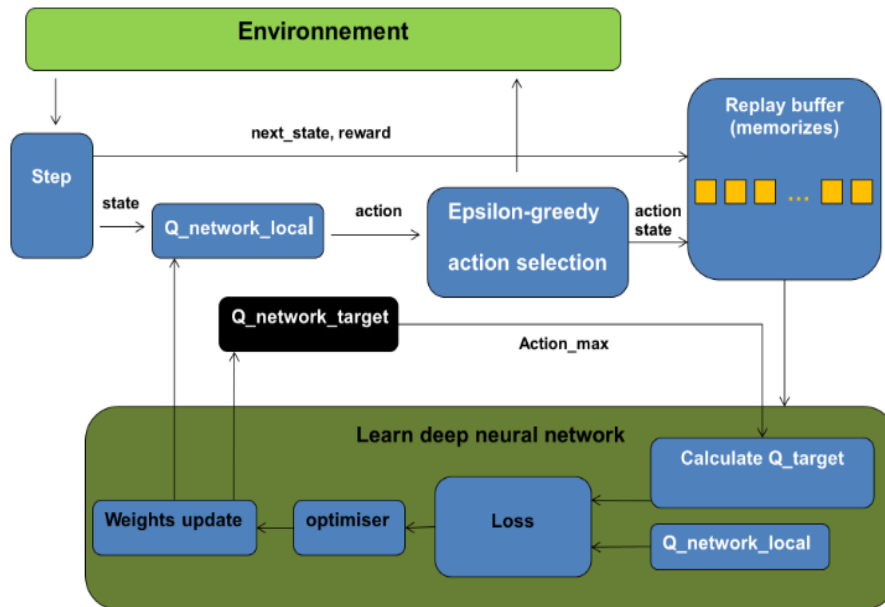 Environnement
Replay buffer
(memorizes)
next_state, reward
Step
state
Q_network_local
action
Epsilon-greedy
action selection
action
state
...
Q_network_target
Action_max
Learn deep neural network
Calculate Q_target
Weights update
optimiser
Loss
Q_network_local